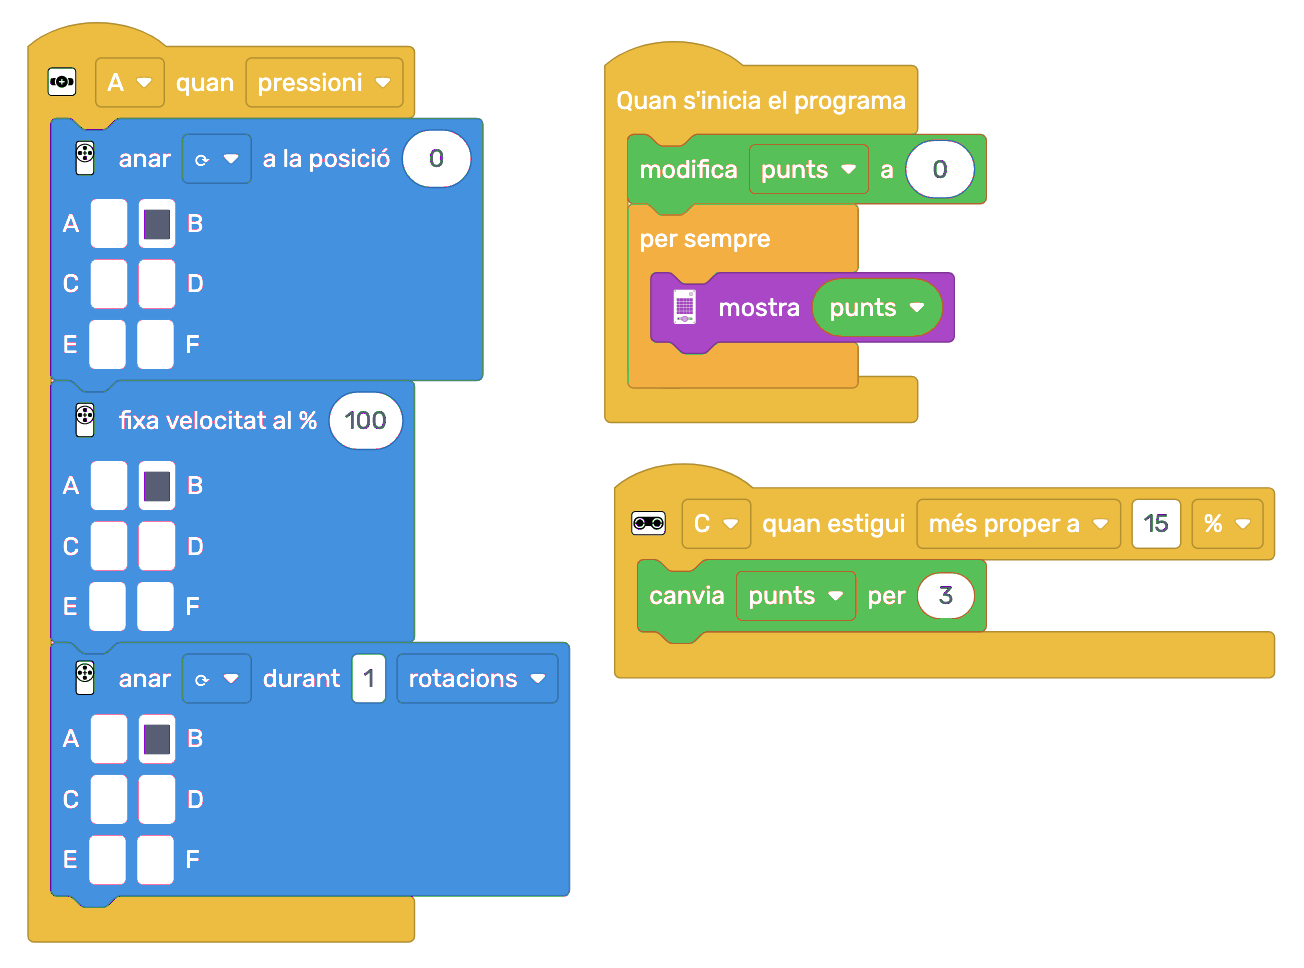 A quan pressioni
anar a la posició 0
A B
C D
E F
fixa velocitat al % 100
A B
C D
E F
anar durant 1 rotacions
A B
C D
E F
Quan s'inicia el programa
modifica punts a 0
per sempre
mostra punts
C quan estigui més proper a 15 %
canvia punts per 3